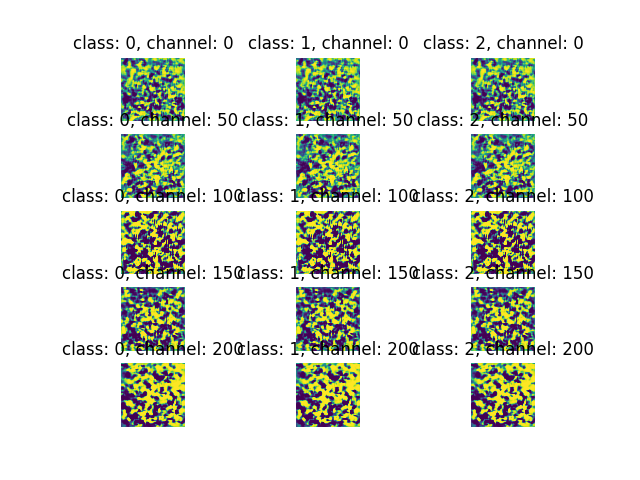 class: 0, channel: 0 class: 1, channel: 0 class: 2, channel: 0
class: 0, channel: 50 class: 1, channel: 50 class: 2, channel: 50
class: 0, channel: 100 class: 1, channel: 100 class: 2, channel: 100
class: 0, channel: 150 class: 1, channel: 150 class: 2, channel: 150
class: 0, channel: 200 class: 1, channel: 200 class: 2, channel: 200